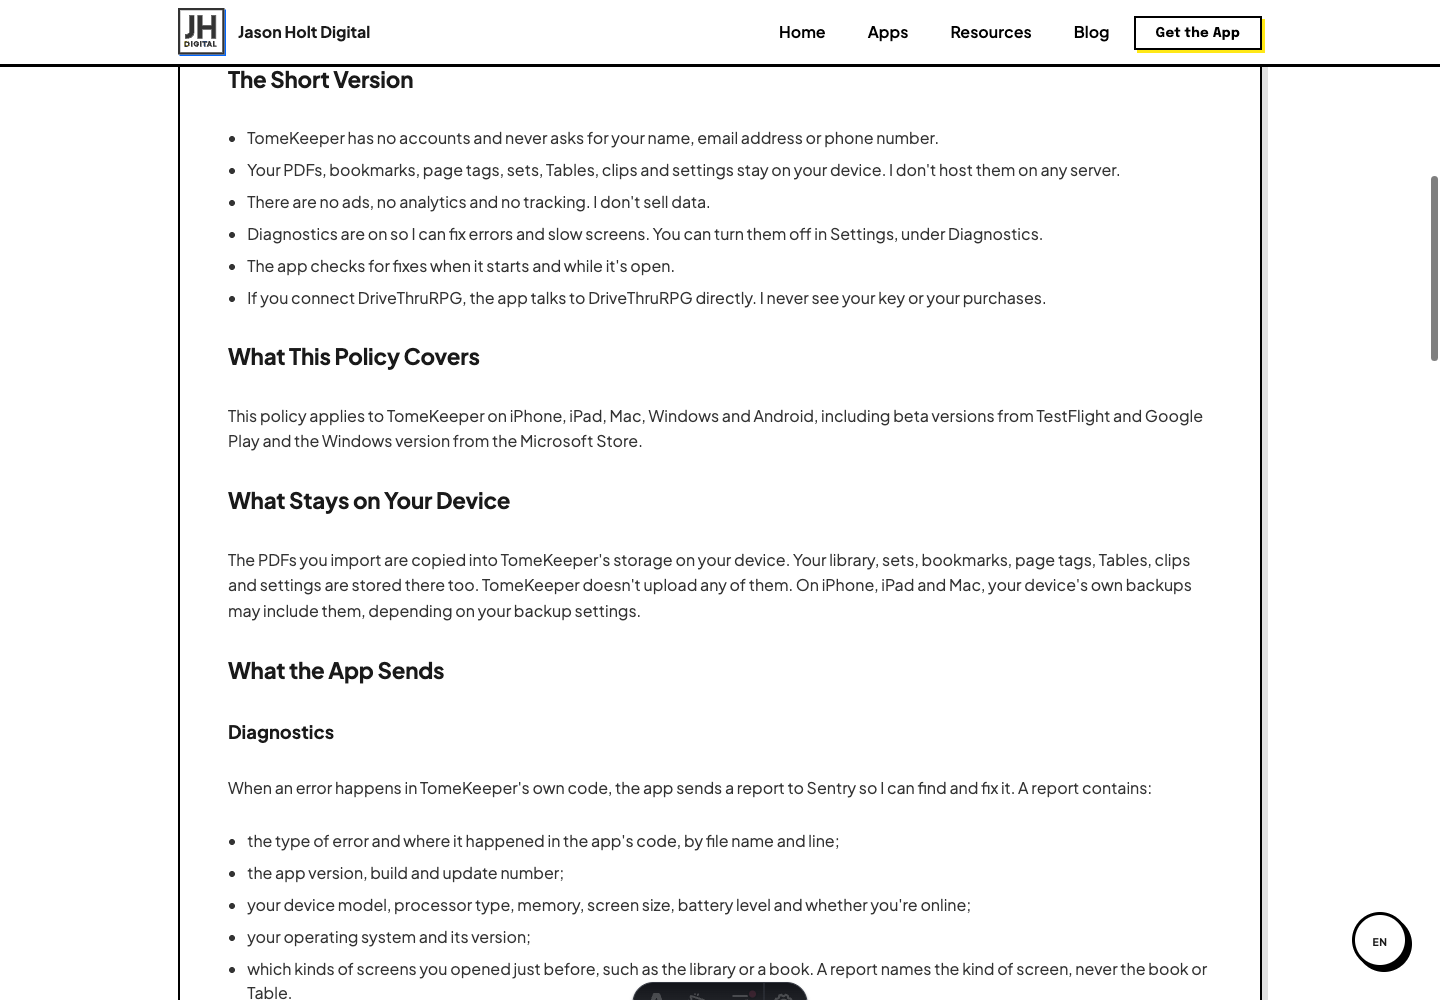 JH
DIGITAL
Jason Holt Digital
Home
Apps
Resources
Blog
Get the App
The Short Version
• TomeKeeper has no accounts and never asks for your name, email address or phone number.
• Your PDFs, bookmarks, page tags, sets, Tables, clips and settings stay on your device. I don't host them on any server.
• There are no ads, no analytics and no tracking. I don't sell data.
• Diagnostics are on so I can fix errors and slow screens. You can turn them off in Settings, under Diagnostics.
• The app checks for fixes when it starts and while it's open.
• If you connect DriveThruRPG, the app talks to DriveThruRPG directly. I never see your key or your purchases.
What This Policy Covers
This policy applies to TomeKeeper on iPhone, iPad, Mac, Windows and Android, including beta versions from TestFlight and Google
Play and the Windows version from the Microsoft Store.
What Stays on Your Device
The PDFs you import are copied into TomeKeeper's storage on your device. Your library, sets, bookmarks, page tags, Tables, clips
and settings are stored there too. TomeKeeper doesn't upload any of them. On iPhone, iPad and Mac, your device's own backups
may include them, depending on your backup settings.
What the App Sends
Diagnostics
When an error happens in TomeKeeper's own code, the app sends a report to Sentry so I can find and fix it. A report contains:
• the type of error and where it happened in the app's code, by file name and line;
• the app version, build and update number;
• your device model, processor type, memory, screen size, battery level and whether you're online;
• your operating system and its version;
• which kinds of screens you opened just before, such as the library or a book. A report names the kind of screen, never the book or
Table.
EN